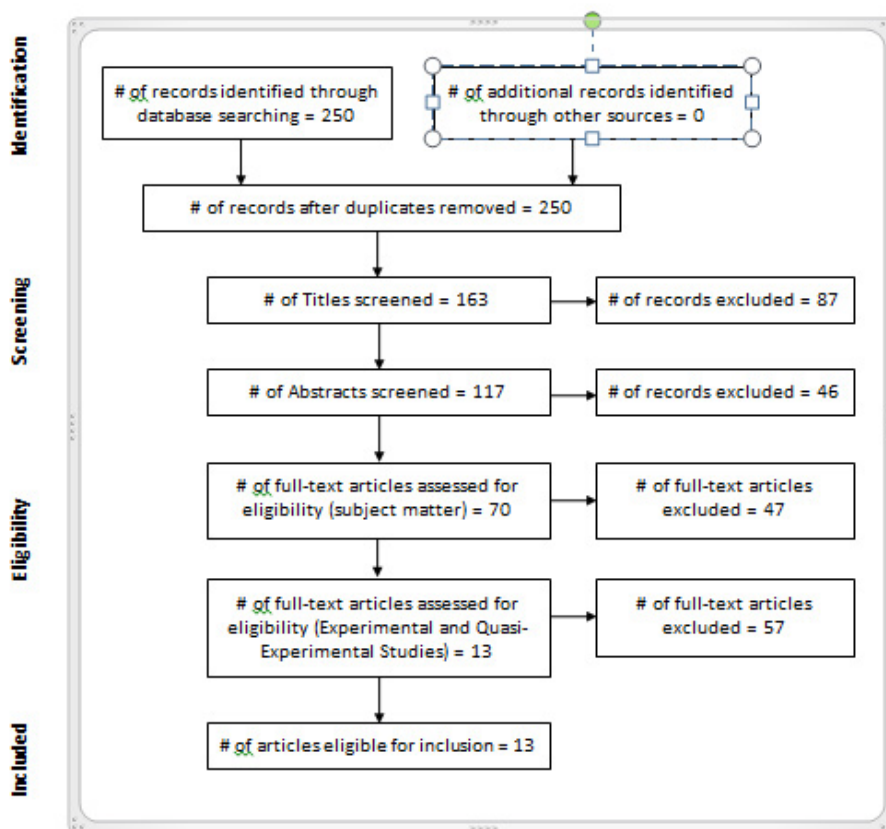 Identification
# of records identified through
database searching = 250
# of additional records identified
through other sources = 0
# of records after duplicates removed = 250
Screening
# of Titles screened = 163
# of records excluded = 87
# of Abstracts screened = 117
# of records excluded = 46
Eligibility
# of full-text articles assessed for
eligibility (subject matter) = 70
# of full-text articles
excluded = 47
# of full-text articles assessed for
eligibility (Experimental and Quasi-
Experimental Studies) = 13
# of full-text articles
excluded = 57
Included
# of articles eligible for inclusion = 13